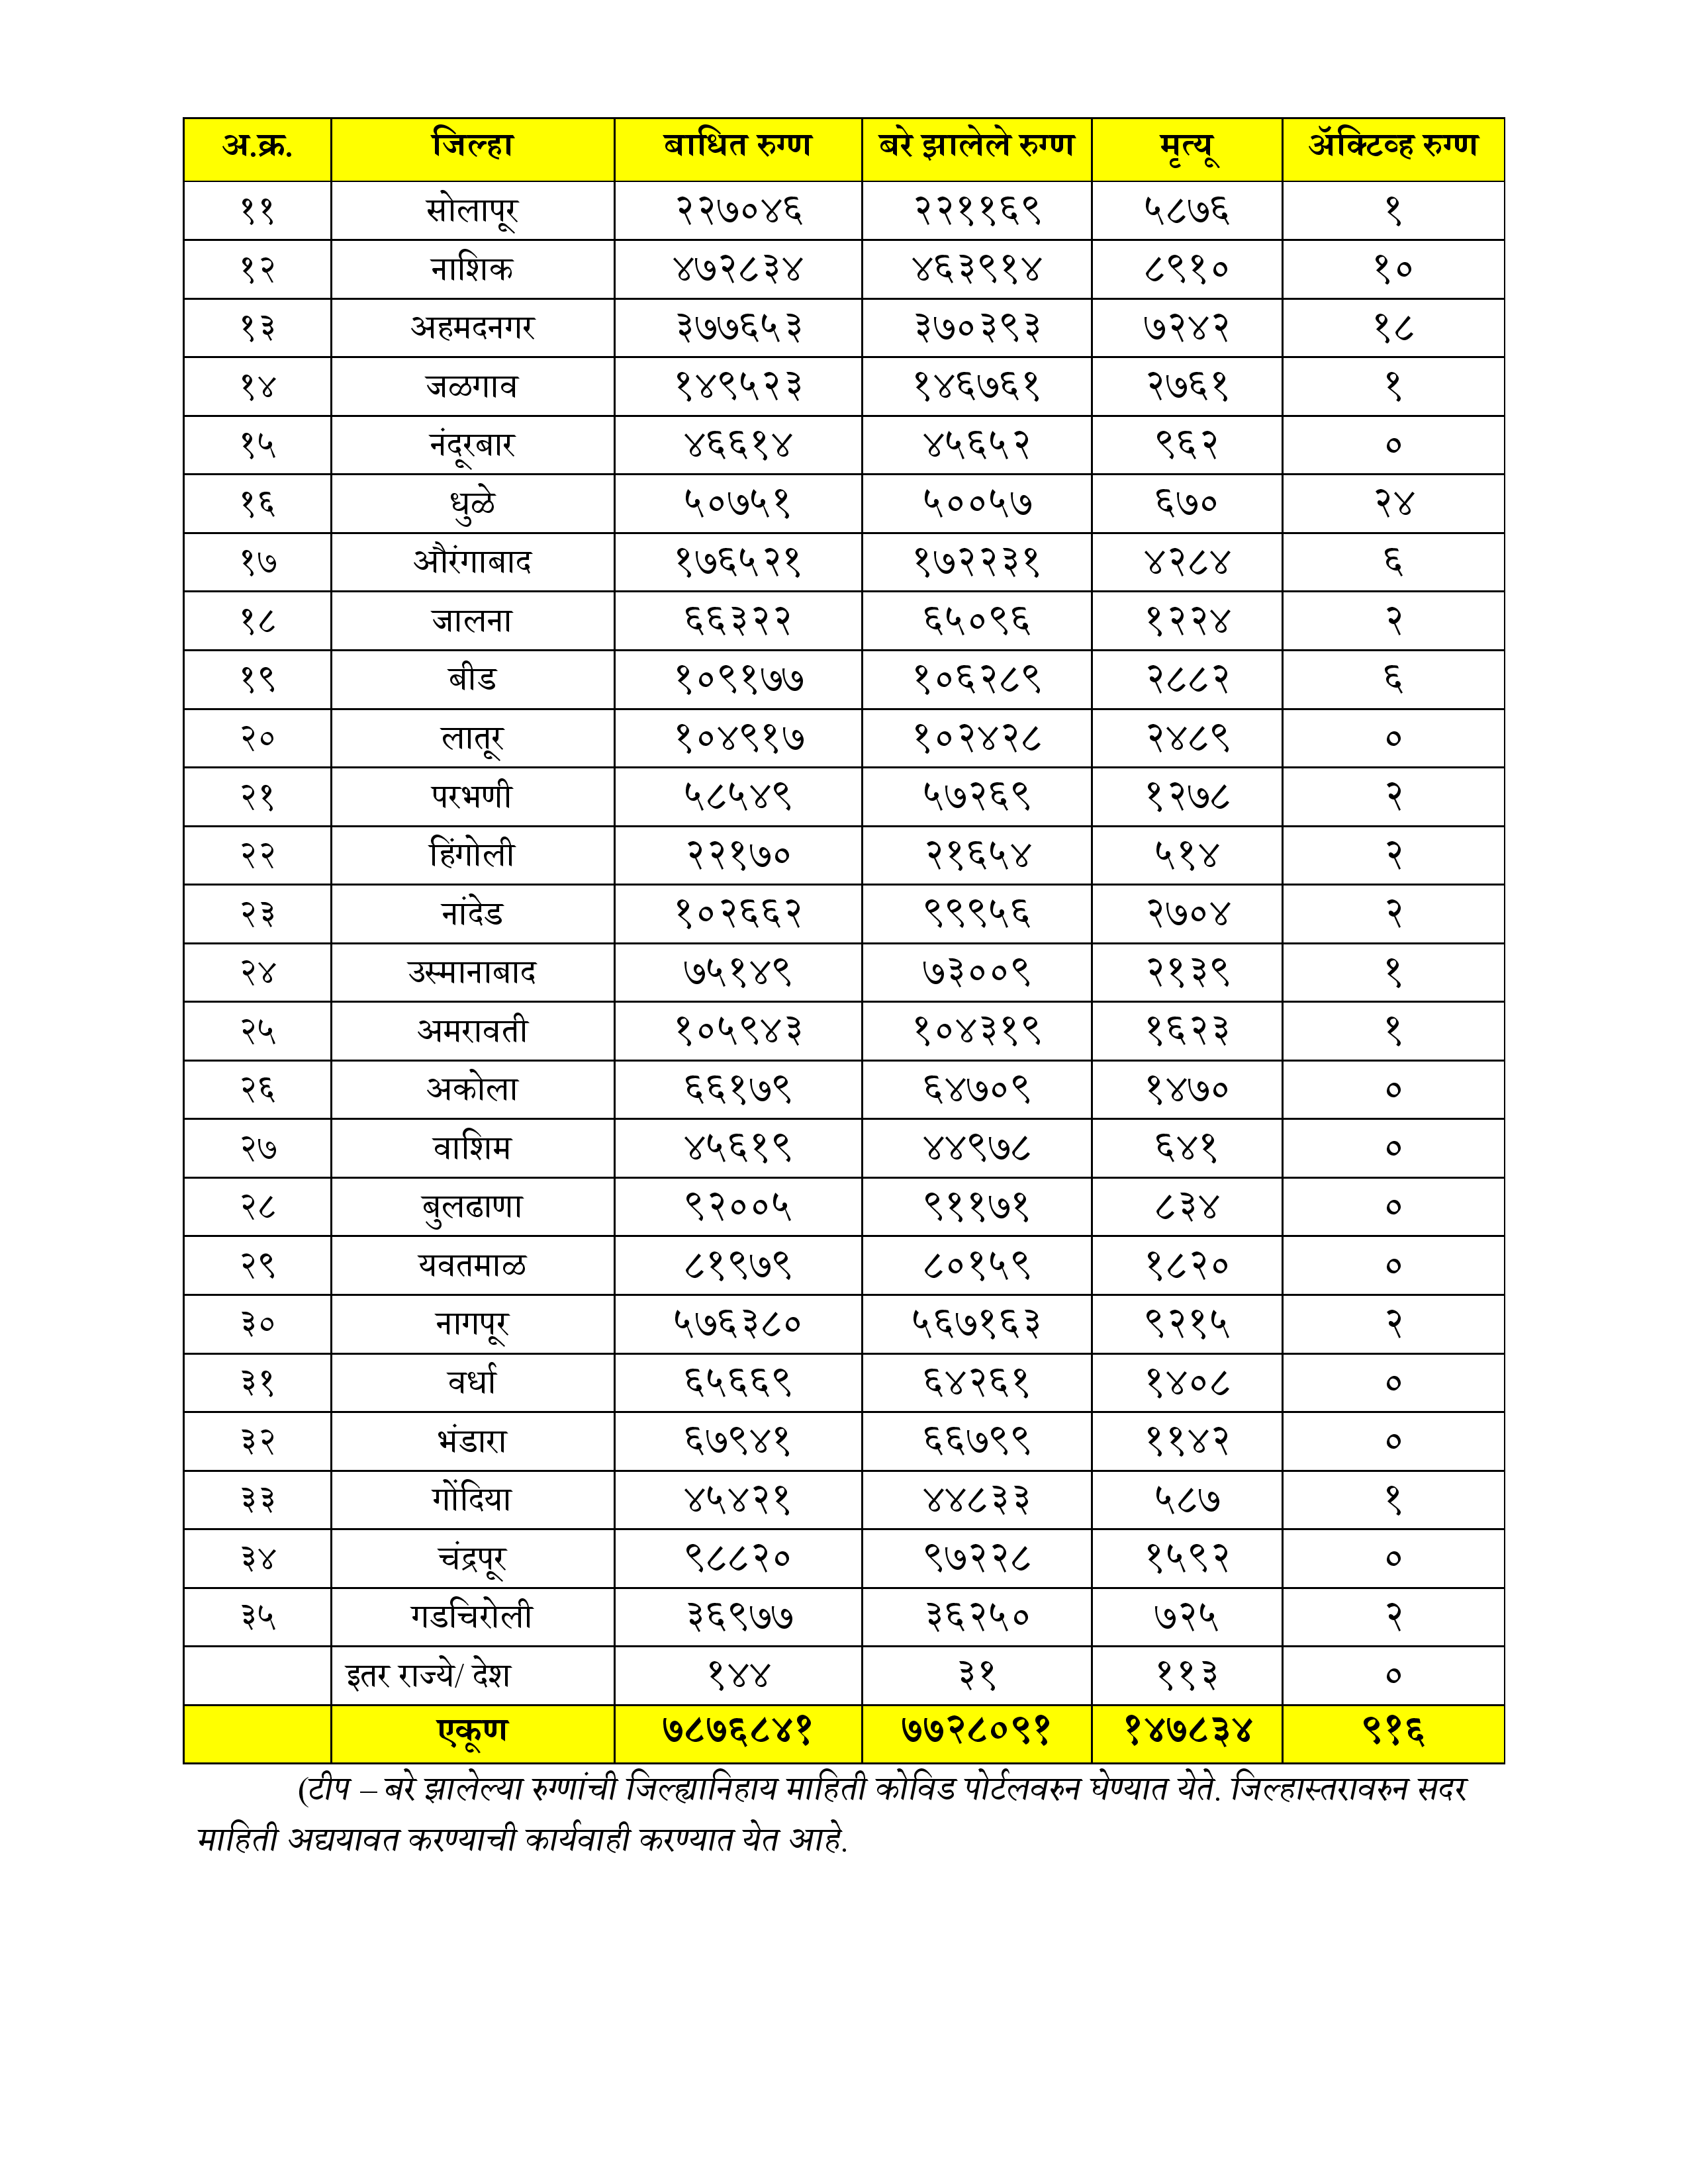 अ.क्र. जिल्हा बाधित रुग्ण बरे झालेले रुग्ण मृत्यू ॲक्टिव्ह रुग्ण
११ सोलापूर २२७०४६ २२११६९ ५८७६ १
१२ नाशिक ४७२८३४ ४६३९१४ ८९१० १०
१३ अहमदनगर ३७७६५३ ३७०३९३ ७२४२ १८
१४ जळगाव १४९५२३ १४६७६१ २७६१ १
१५ नंदूरबार ४६६१४ ४५६५२ ९६२ ०
१६ धुळे ५०७५१ ५००५७ ६७० २४
१७ औरंगाबाद १७६५२१ १७२२३१ ४२८४ ६
१८ जालना ६६३२२ ६५०९६ १२२४ २
१९ बीड १०९१७७ १०६२८९ २८८२ ६
२० लातूर १०४९१७ १०२४२८ २४८९ ०
२१ परभणी ५८५४९ ५७२६९ १२७८ २
२२ हिंगोली २२१७० २१६५४ ५१४ २
२३ नांदेड १०२६६२ ९९९५६ २७०४ २
२४ उस्मानाबाद ७५१४९ ७३००९ २१३९ १
२५ अमरावती १०५९४३ १०४३१९ १६२३ १
२६ अकोला ६६१७९ ६४७०९ १४७० ०
२७ वाशिम ४५६१९ ४४९७८ ६४१ ०
२८ बुलढाणा ९२००५ ९११७१ ८३४ ०
२९ यवतमाळ ८१९७९ ८०१५९ १८२० ०
३० नागपूर ५७६३८० ५६७१६३ ९२१५ २
३१ वर्धा ६५६६९ ६४२६१ १४०८ ०
३२ भंडारा ६७९४१ ६६७९९ ११४२ ०
३३ गोंदिया ४५४२१ ४४८३३ ५८७ १
३४ चंद्रपूर ९८८२० ९७२२८ १५९२ ०
३५ गडचिरोली ३६९७७ ३६२५० ७२५ २
इतर राज्ये/ देश १४४ ३१ ११३ ०
एकूण ७८७६८४१ ७७२८०९१ १४७८३४ ९१६
(टीप – बरे झालेल्या रुग्णांची जिल्ह्यानिहाय माहिती कोविड पोर्टलवरुन घेण्यात येते. जिल्हास्तरावरुन सदर
माहिती अद्ययावत करण्याची कार्यवाही करण्यात येत आहे.